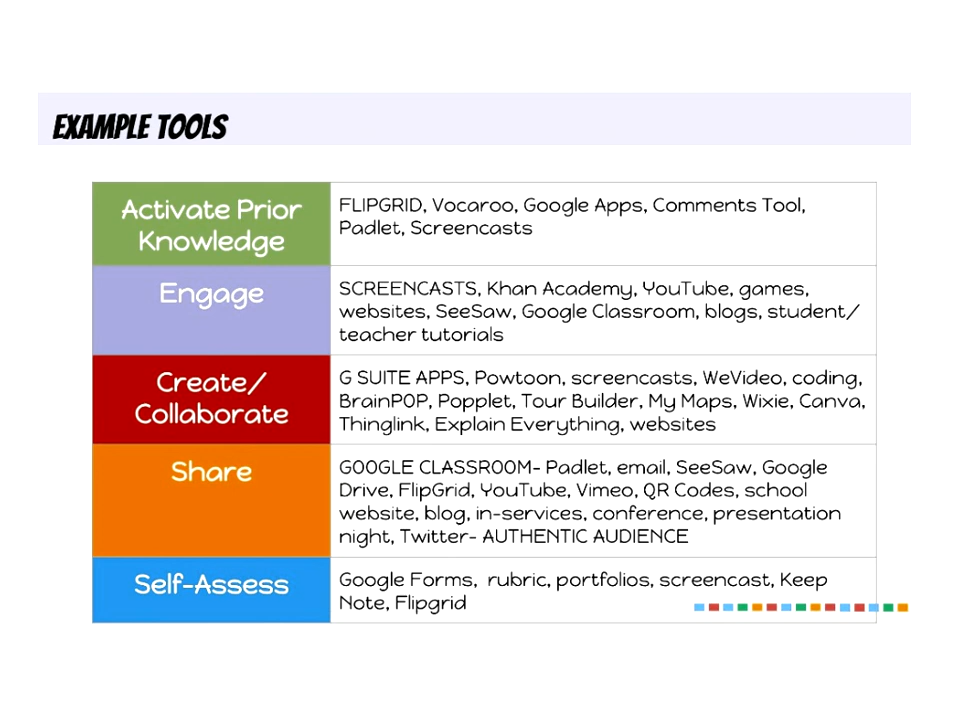 EXAMPLE TOOLS
Activate Prior
Knowledge
FLIPGRID, Vocaroo, Google Apps, Comments Tool,
Padlet, Screencasts
Engage
SCREENCASTS, Khan Academy, YouTube, games,
websites, SeeSaw, Google Classroom, blogs, student/
teacher tutorials
Create/
Collaborate
G SUITE APPS, Powtoon, screencasts, WeVideo, coding,
BrainPOP, Popplet, Tour Builder, My Maps, Wixie, Canva,
Thinglink, Explain Everything, websites
Share
GOOGLE CLASSROOM- Padlet, email, SeeSaw, Google
Drive, FlipGrid, YouTube, Vimeo, QR Codes, school
website, blog, in-services, conference, presentation
night, Twitter- AUTHENTIC AUDIENCE
Self-Assess
Google Forms, rubric, portfolios, screencast, Keep
Note, Flipgrid